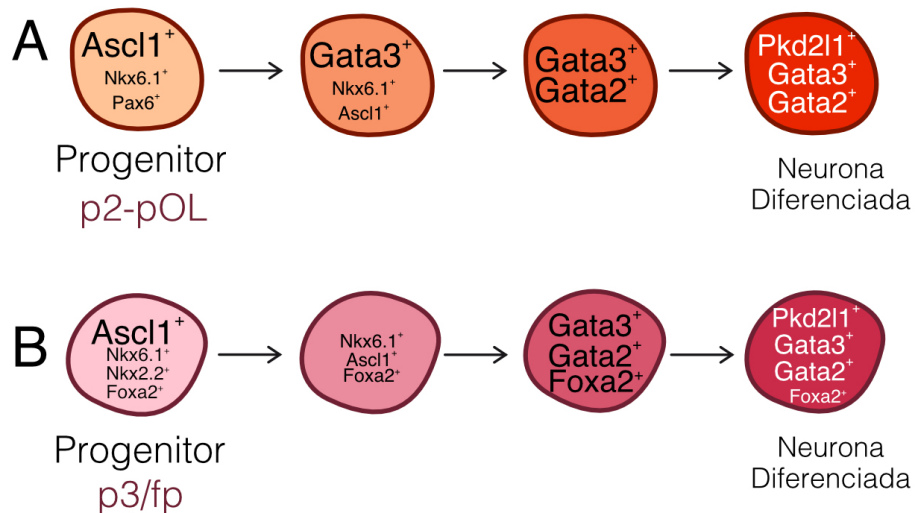 A
Ascl1⁺
Nkx6.1⁺
Pax6⁺
Gata3⁺
Nkx6.1⁺
Ascl1⁺
Gata3⁺
Gata2⁺
Pkd2l1⁺
Gata3⁺
Gata2⁺
Progenitor
p2-pOL
Neurona
Diferenciada
B
Ascl1⁺
Nkx6.1⁺
Nkx2.2⁺
Foxa2⁺
Nkx6.1⁺
Ascl1⁺
Foxa2⁺
Gata3⁺
Gata2⁺
Foxa2⁺
Pkd2l1⁺
Gata3⁺
Gata2⁺
Foxa2⁺
Progenitor
p3/fp
Neurona
Diferenciada